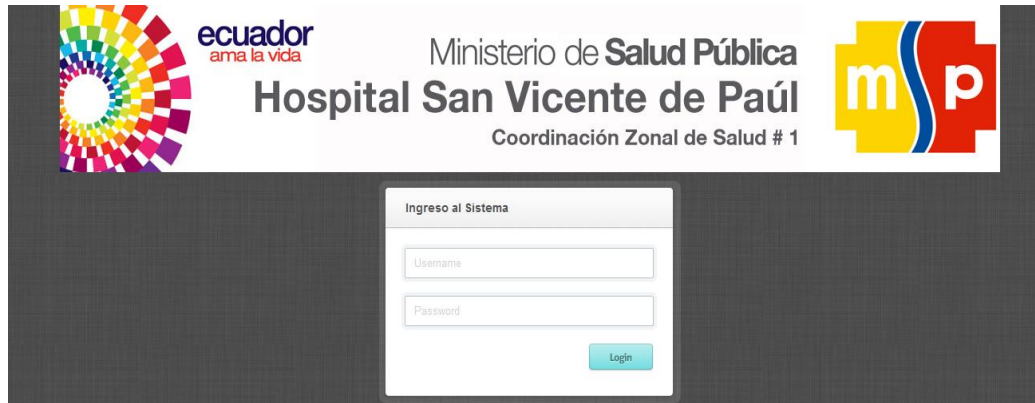 ecuador
ama la vida
Ministerio de Salud Pública
Hospital San Vicente de Paúl
Coordinación Zonal de Salud # 1
msp
Ingreso al Sistema
Username
Password
Login